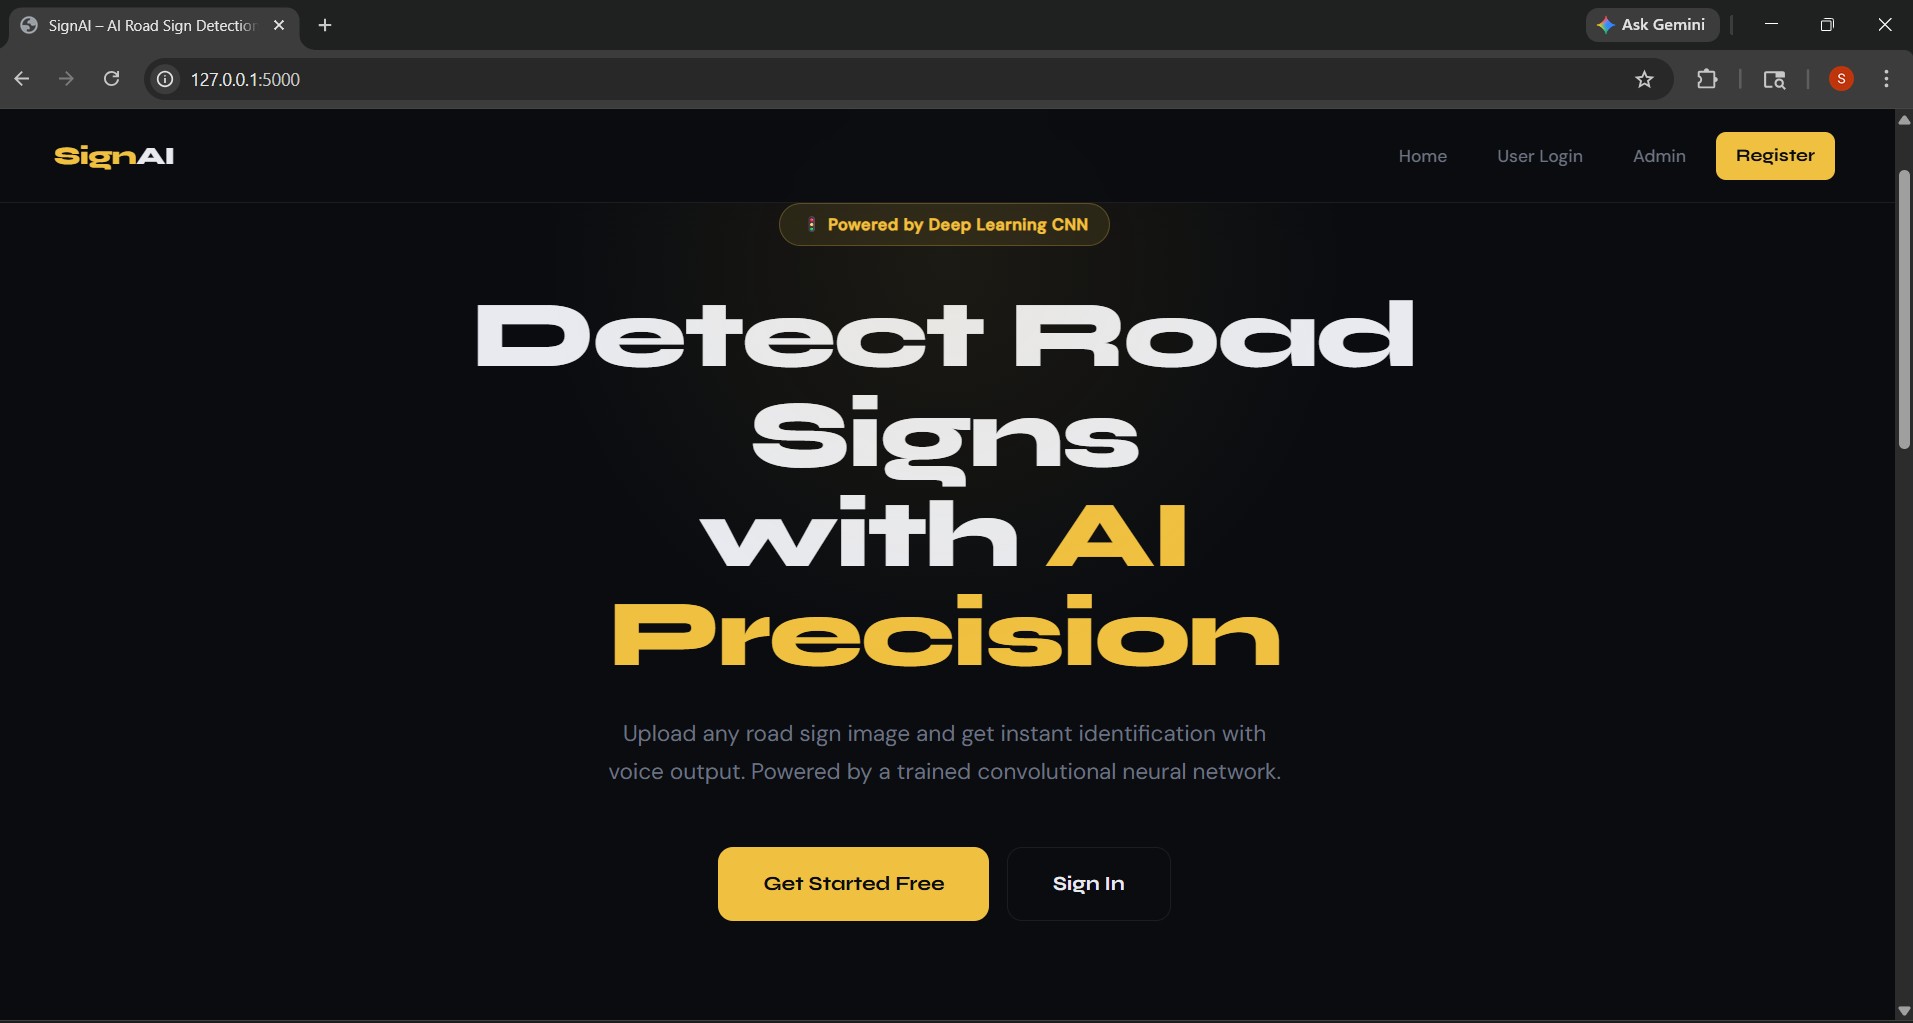 SignAI – AI Road Sign Detection
Ask Gemini
127.0.0.1:5000
S
SignAI
Home
User Login
Admin
Register
Powered by Deep Learning CNN
Detect Road
Signs
with AI
Precision
Upload any road sign image and get instant identification with
voice output. Powered by a trained convolutional neural network.
Get Started Free
Sign In